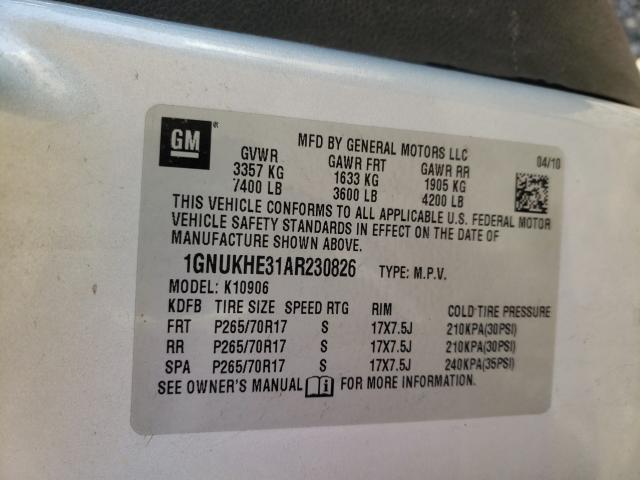 GM
MFD BY GENERAL MOTORS LLC
04/10
GVWR GAWR FRT GAWR RR
3357 KG 1633 KG 1905 KG
7400 LB 3600 LB 4200 LB
THIS VEHICLE CONFORMS TO ALL APPLICABLE U.S. FEDERAL MOTOR
VEHICLE SAFETY STANDARDS IN EFFECT ON THE DATE OF
MANUFACTURE SHOWN ABOVE.
1GNUKHE31AR230826 TYPE: M.P.V.
MODEL: K10906
KDFB TIRE SIZE SPEED RTG RIM COLD TIRE PRESSURE
FRT P265/70R17 S 17X7.5J 210KPA(30PSI)
RR P265/70R17 S 17X7.5J 210KPA(30PSI)
SPA P265/70R17 S 17X7.5J 240KPA(35PSI)
SEE OWNER'S MANUAL FOR MORE INFORMATION.